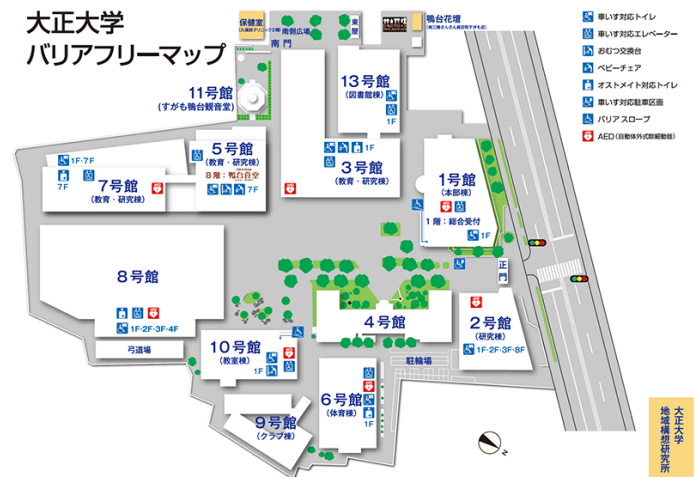 大正大学
バリアフリーマップ
保健室
南門
南側広場
東屋
鴨台花壇
車いす対応トイレ
車いす対応エレベーター
おむつ交換台
ベビーチェア
オストメイト対応トイレ
車いす対応駐車区画
バリアスロープ
AED(自動体外式除細動器)
11号館
(すがも鴨台観音堂)
13号館
(図書館棟)
1F
5号館
(教育・研究棟)
8階：鴨台食堂
7F
1F・7F
7F
7号館
(教育・研究棟)
1F
3号館
(教育・研究棟)
1号館
(本部棟)
1階：総合受付
1F
正門
8号館
1F・2F・3F・4F
弓道場
4号館
2号館
(研究棟)
1F・2F・3F・8F
駐輪場
10号館
(教室棟)
1F
6号館
(体育棟)
1F
9号館
(クラブ棟)
N
大正大学
地域構想研究所